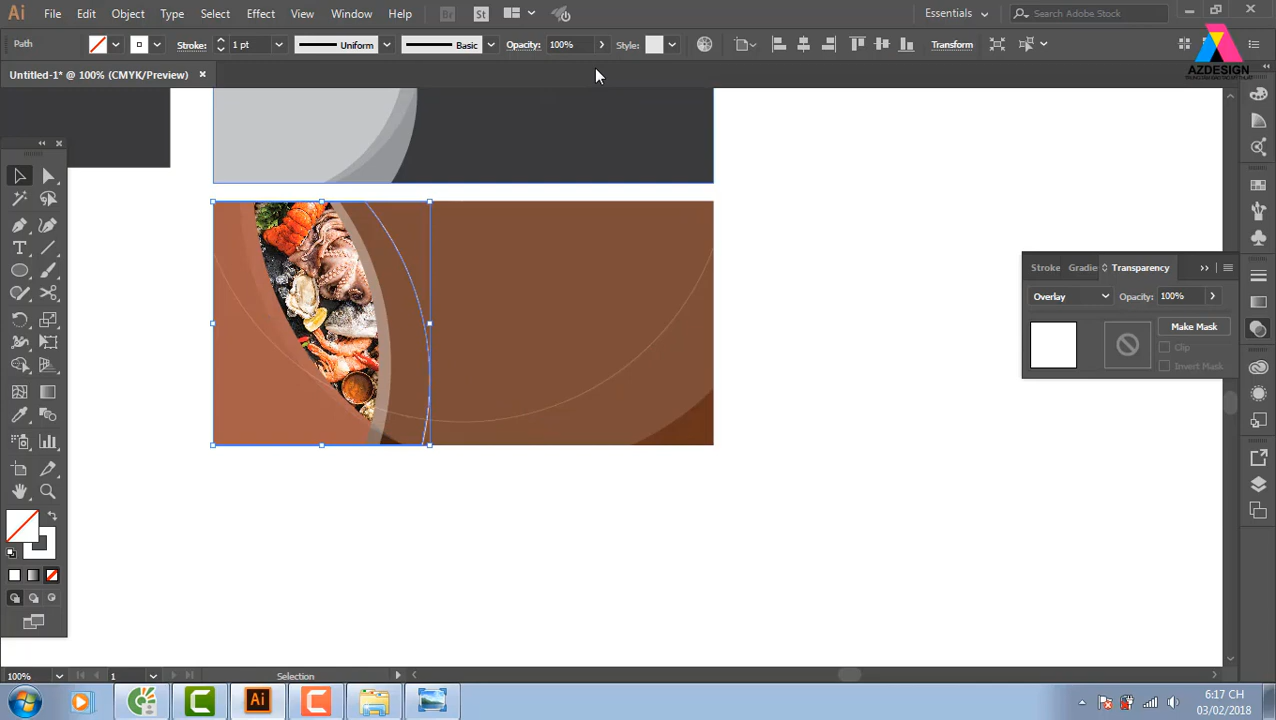 Ai File Edit Object Type Select Effect View Window Help Br St Essentials Search Adobe Stock
Path Stroke: 1 pt Uniform Basic Opacity: 100% Style: Transform
AZDESIGN
Untitled-1* @ 100% (CMYK/Preview)
Stroke Gradie Transparency
Overlay Opacity: 100%
Make Mask
Clip
Invert Mask
100% 1 Selection
Ai
6:17 CH
03/02/2018